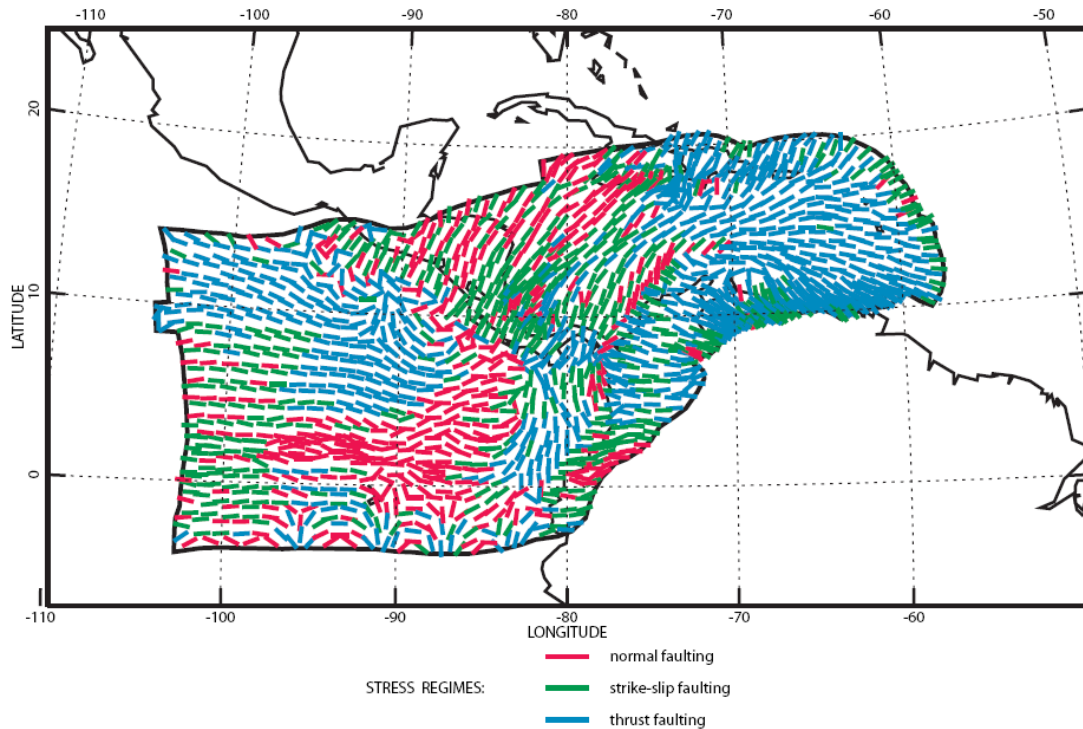 -110 -100 -90 -80 -70 -60 -50
20
10
0
LATITUDE
-110 -100 -90 -80 -70 -60
LONGITUDE
normal faulting
STRESS REGIMES: strike-slip faulting
thrust faulting